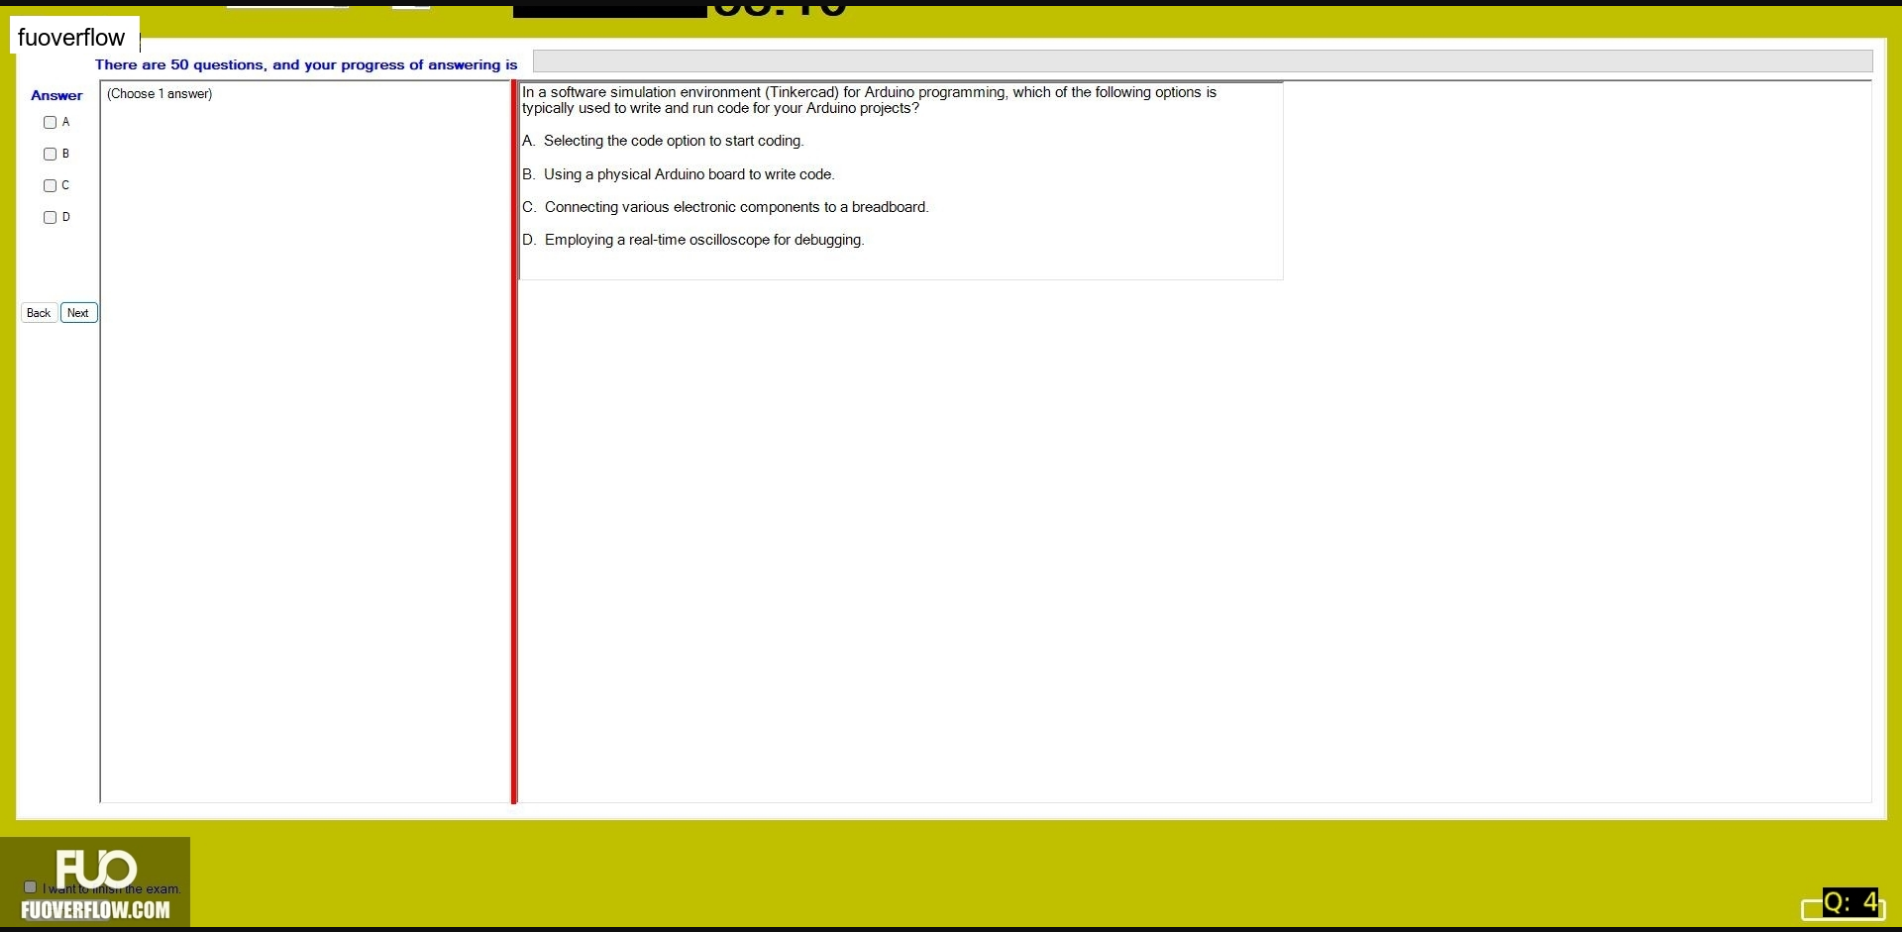 fuoverflow
There are 50 questions, and your progress of answering is
Answer
(Choose 1 answer)
A
B
C
D
Back Next
In a software simulation environment (Tinkercad) for Arduino programming, which of the following options is
typically used to write and run code for your Arduino projects?
A. Selecting the code option to start coding.
B. Using a physical Arduino board to write code.
C. Connecting various electronic components to a breadboard.
D. Employing a real-time oscilloscope for debugging.
FUO
I want to finish the exam.
FUOVERFLOW.COM
Q: 4